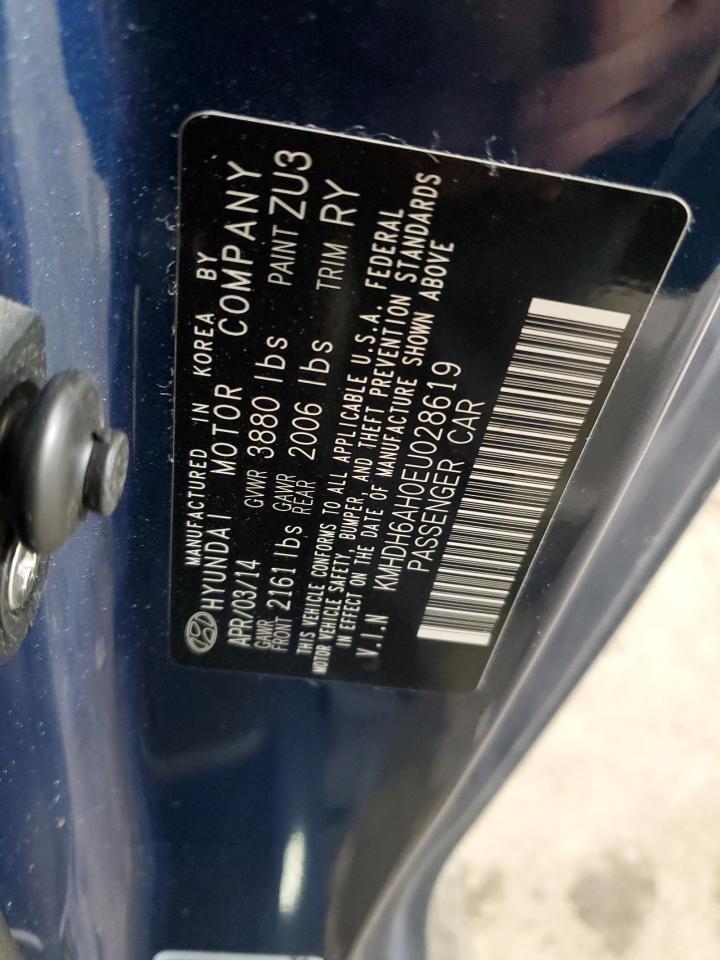 MANUFACTURED IN KOREA BY
HYUNDAI MOTOR COMPANY
APR/03/14 GVWR 3880 lbs PAINT ZU3
GAWR FRONT 2161 lbs GAWR REAR 2006 lbs TRIM RY
THIS VEHICLE CONFORMS TO ALL APPLICABLE U.S.A. FEDERAL
MOTOR VEHICLE SAFETY, BUMPER, AND THEFT PREVENTION STANDARDS
IN EFFECT ON THE DATE OF MANUFACTURE SHOWN ABOVE
V.I.N KMHDH6AH0EU028619
PASSENGER CAR